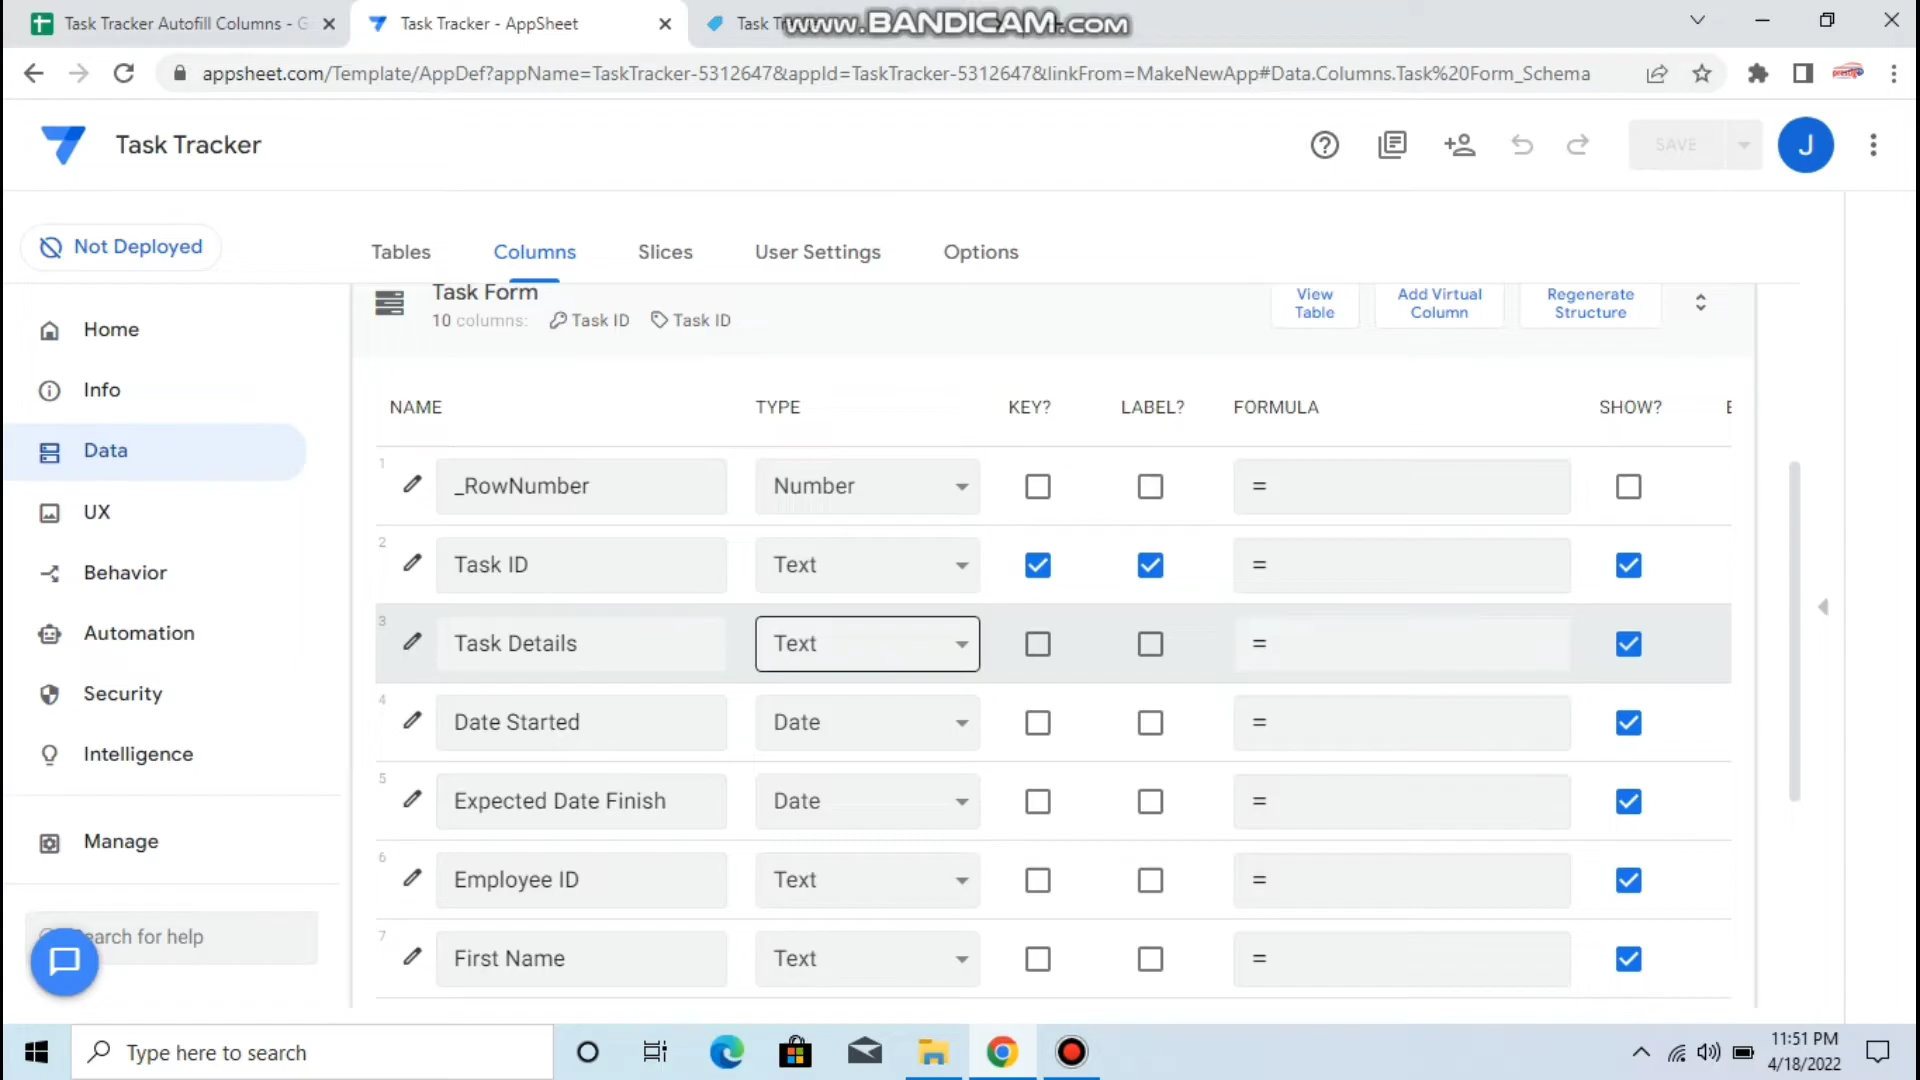 Task Tracker Autofill Columns - G
Task Tracker - AppSheet
Task Tr
www.BANDICAM.com
appsheet.com/Template/AppDef?appName=TaskTracker-5312647&appId=TaskTracker-5312647&linkFrom=MakeNewApp#Data.Columns.Task%20Form_Schema
Task Tracker
SAVE
J
Not Deployed
Tables
Columns
Slices
User Settings
Options
Home
Info
Data
UX
Behavior
Automation
Security
Intelligence
Manage
earch for help
Task Form
10 columns:
Task ID
Task ID
View
Table
Add Virtual
Column
Regenerate
Structure
NAME TYPE KEY? LABEL? FORMULA SHOW? E
1 _RowNumber Number =
2 Task ID Text =
3 Task Details Text =
4 Date Started Date =
5 Expected Date Finish Date =
6 Employee ID Text =
7 First Name Text =
Type here to search
11:51 PM
4/18/2022